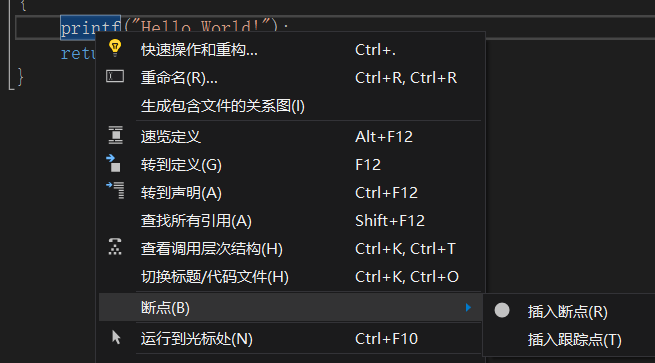 {
printf("Hello World!");
retu
}
快速操作和重构... Ctrl+.
重命名(R)... Ctrl+R, Ctrl+R
生成包含文件的关系图(I)
速览定义 Alt+F12
转到定义(G) F12
转到声明(A) Ctrl+F12
查找所有引用(A) Shift+F12
查看调用层次结构(H) Ctrl+K, Ctrl+T
切换标题/代码文件(H) Ctrl+K, Ctrl+O
断点(B)
插入断点(R)
插入跟踪点(T)
运行到光标处(N) Ctrl+F10